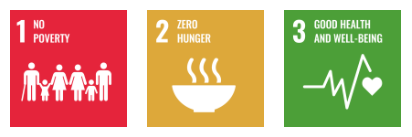 1 NO
POVERTY
2 ZERO
HUNGER
3 GOOD HEALTH
AND WELL-BEING